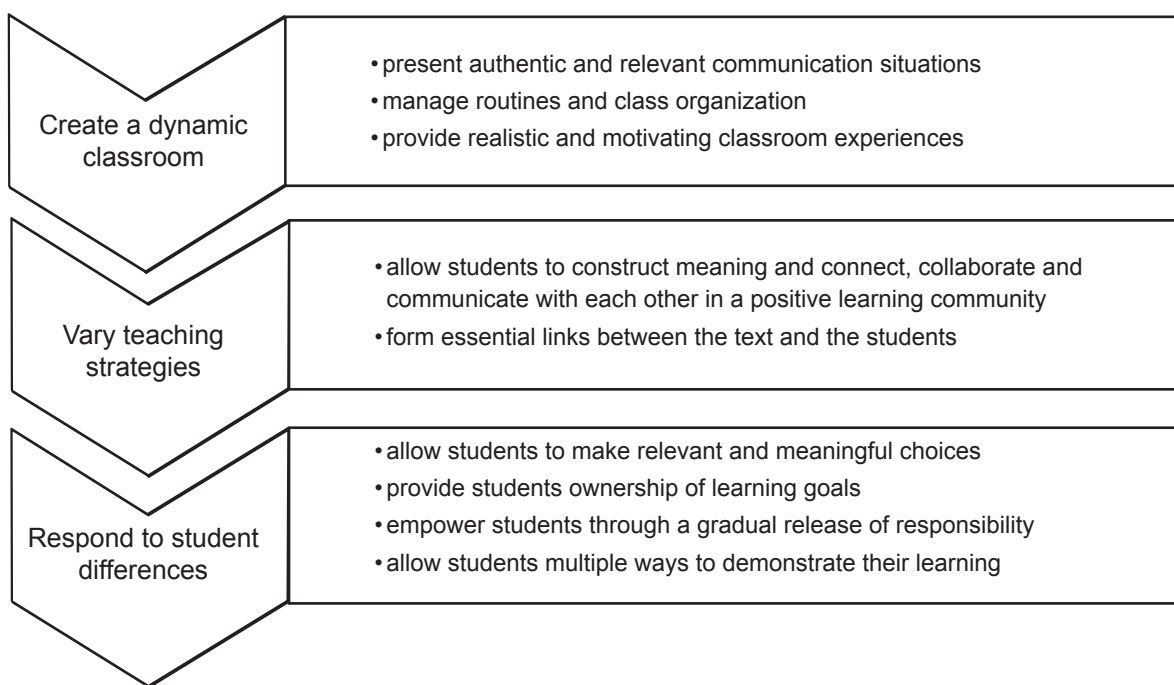 Create a dynamic
classroom
•present authentic and relevant communication situations
•manage routines and class organization
•provide realistic and motivating classroom experiences
Vary teaching
strategies
•allow students to construct meaning and connect, collaborate and
communicate with each other in a positive learning community
•form essential links between the text and the students
Respond to student
differences
•allow students to make relevant and meaningful choices
•provide students ownership of learning goals
•empower students through a gradual release of responsibility
•allow students multiple ways to demonstrate their learning